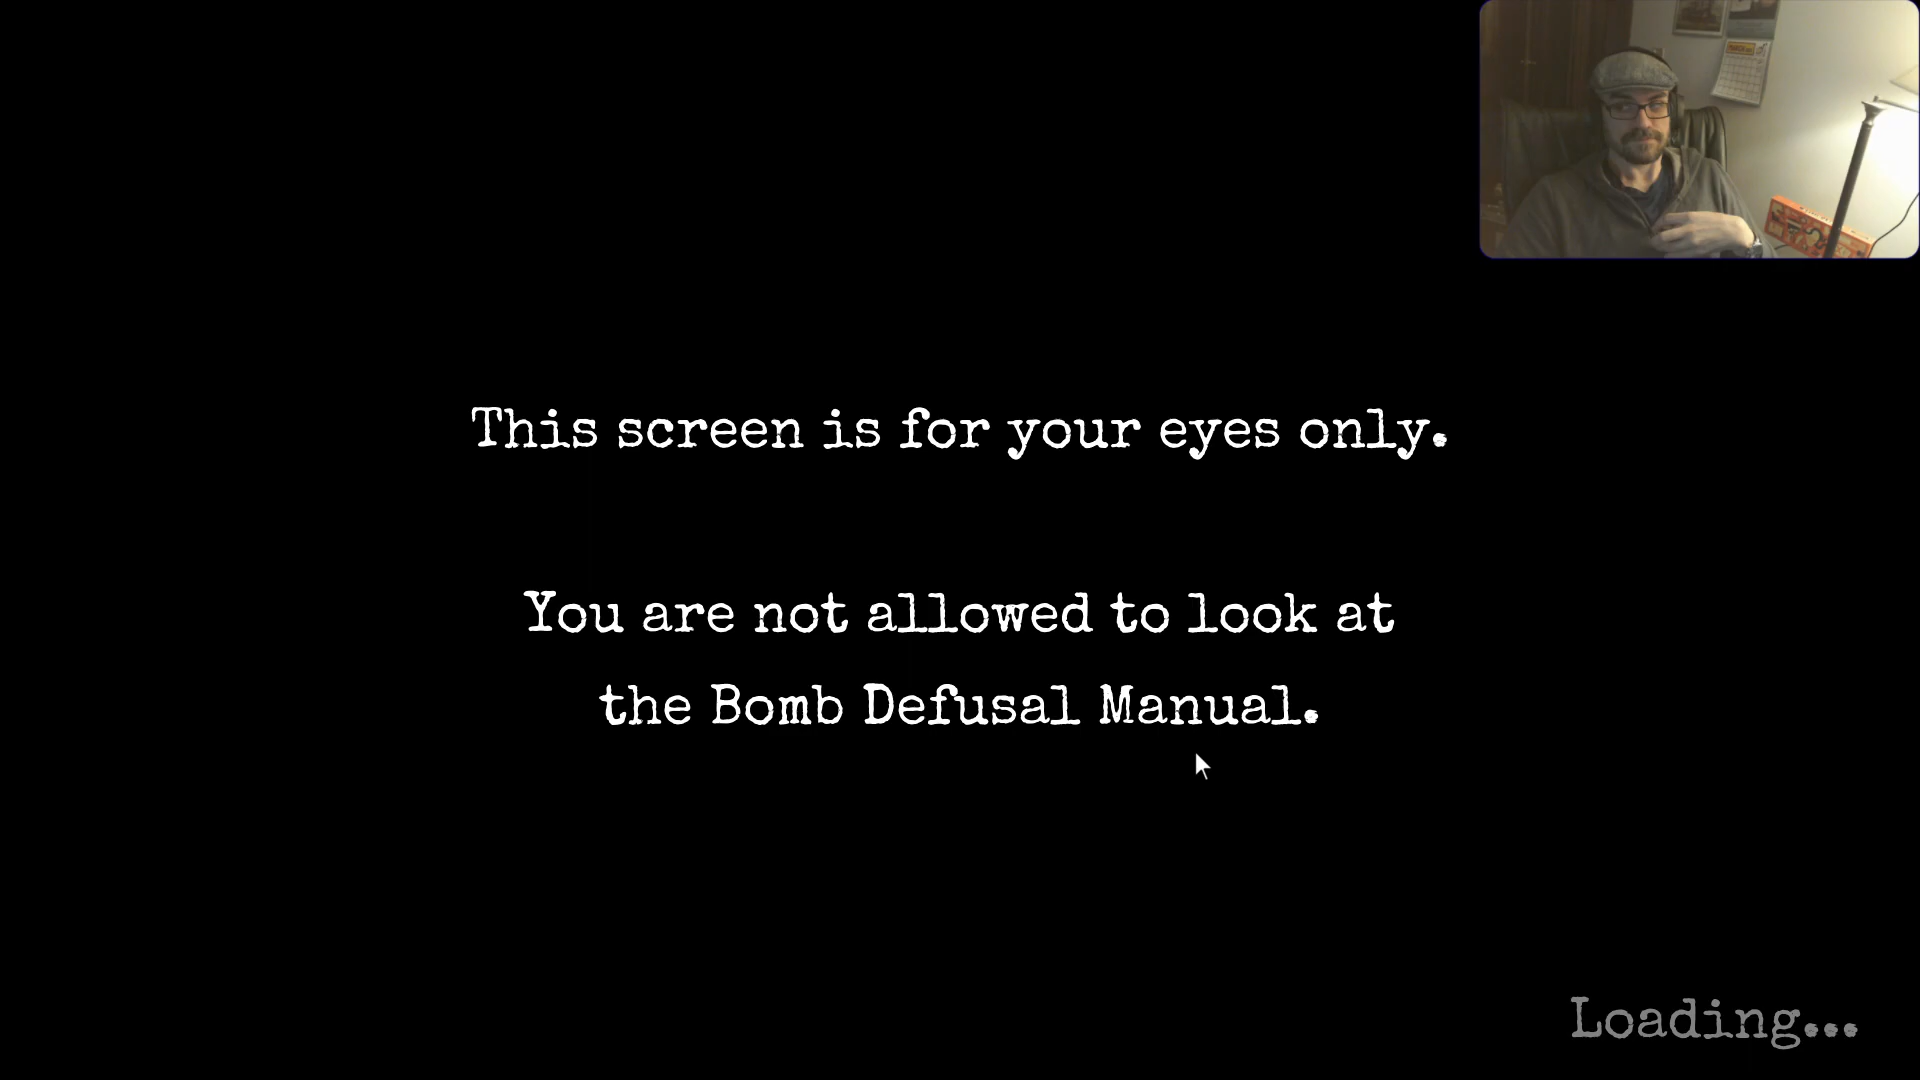 This screen is for your eyes only.
You are not allowed to look at
the Bomb Defusal Manual.
Loading...